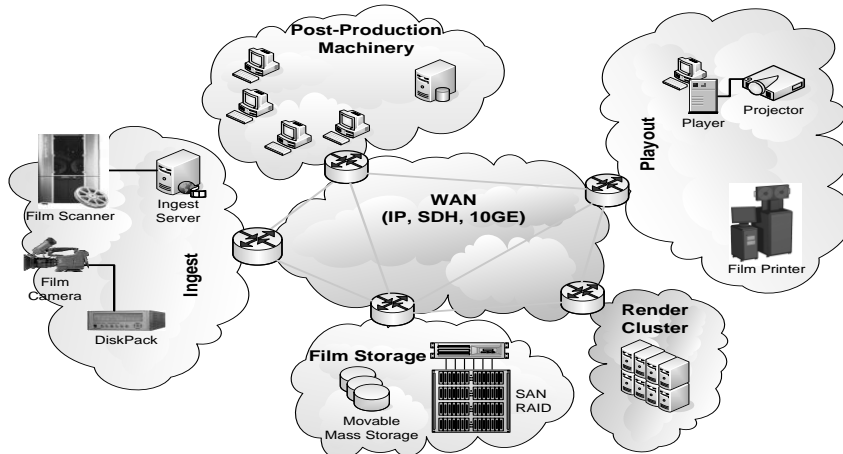 Post-Production
Machinery
Player
Projector
Playout
Film Printer
Film Scanner
Ingest
Server
Film
Camera
Ingest
DiskPack
WAN
(IP, SDH, 10GE)
Film Storage
Movable
Mass Storage
SAN
RAID
Render
Cluster